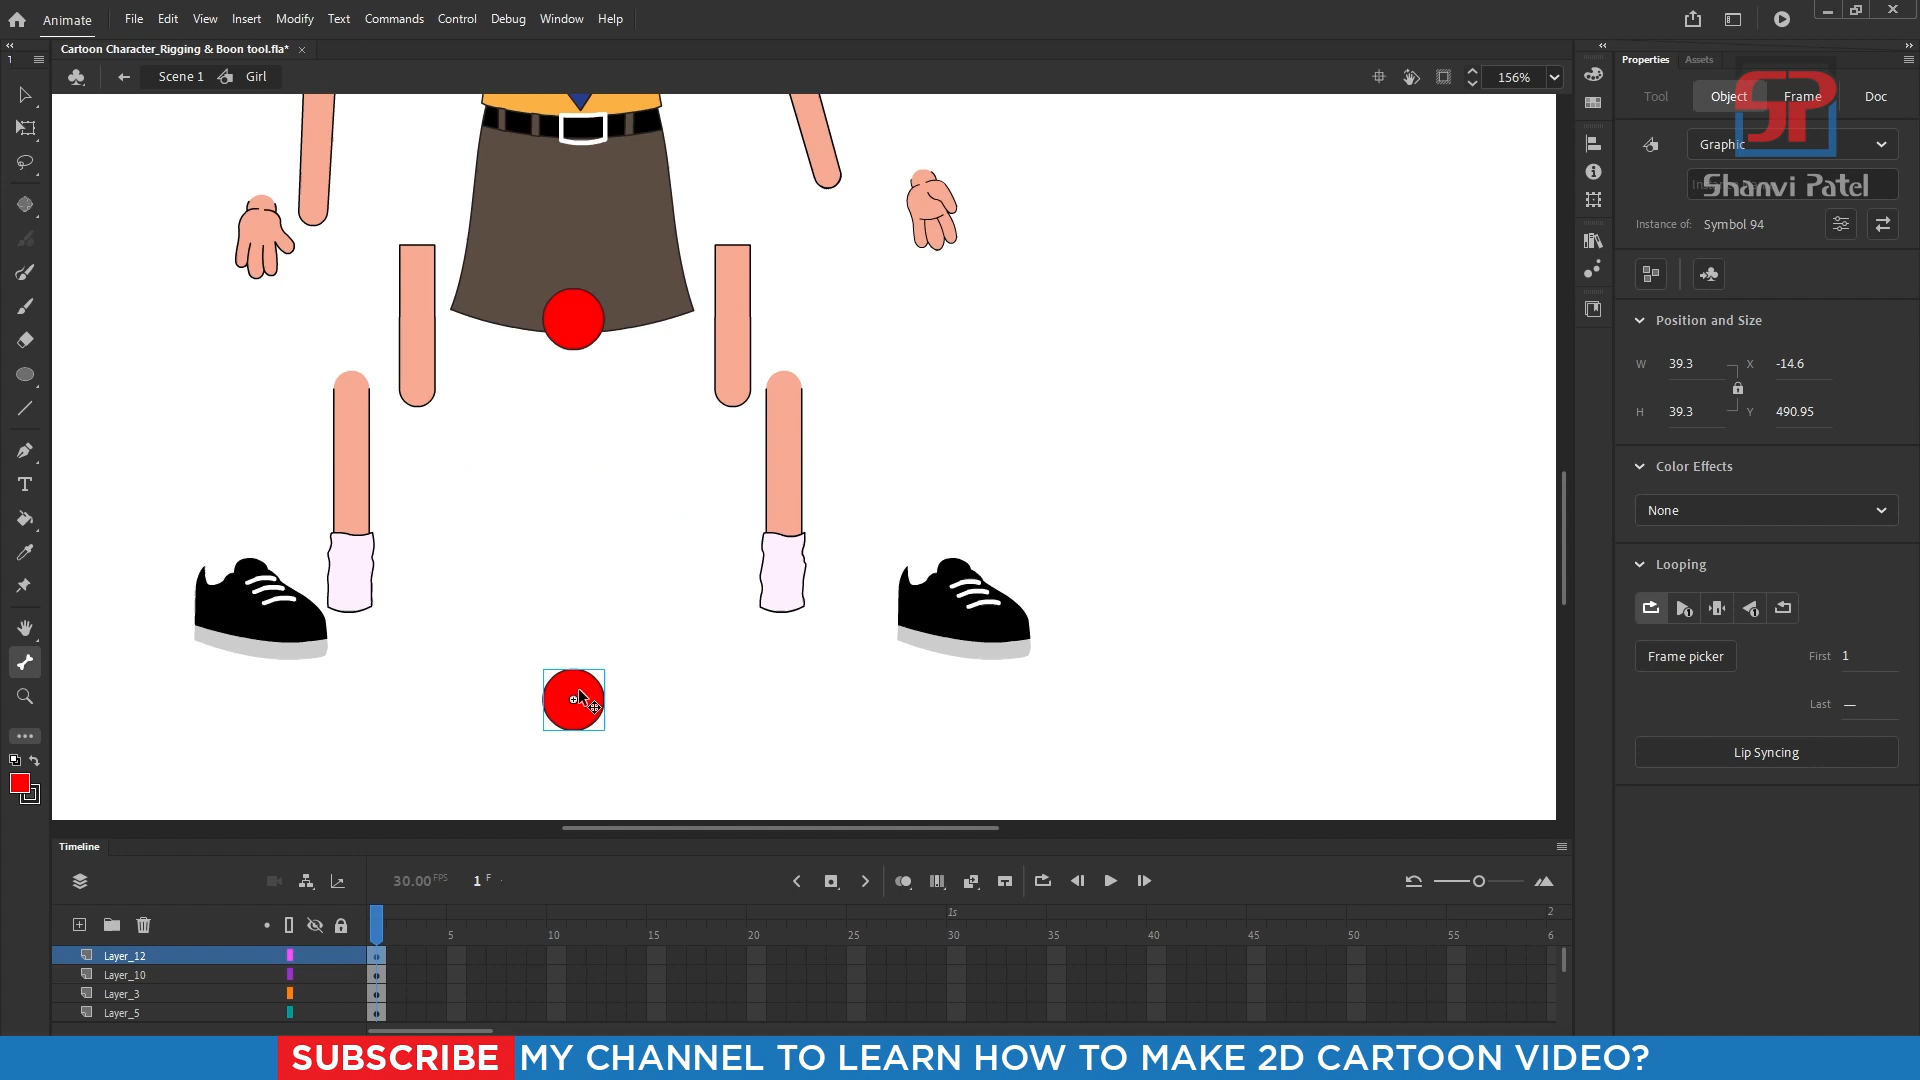 Animate File Edit View Insert Modify Text Commands Control Debug Window Help
Cartoon Character_Rigging & Boon tool.fla* ×
Scene 1 Girl 156%
Properties Assets
Tool Object Frame Doc
Graphic
Shanvi Patel
Instance of: Symbol 94
Position and Size
W 39.3 X -14.6
H 39.3 Y 490.95
Color Effects
None
Looping
Frame picker First 1
Last —
Lip Syncing
Timeline
30.00 FPS 1 F
1s 2
5 10 15 20 25 30 35 40 45 50 55 6
Layer_12
Layer_10
Layer_3
Layer_5
SUBSCRIBE MY CHANNEL TO LEARN HOW TO MAKE 2D CARTOON VIDEO?